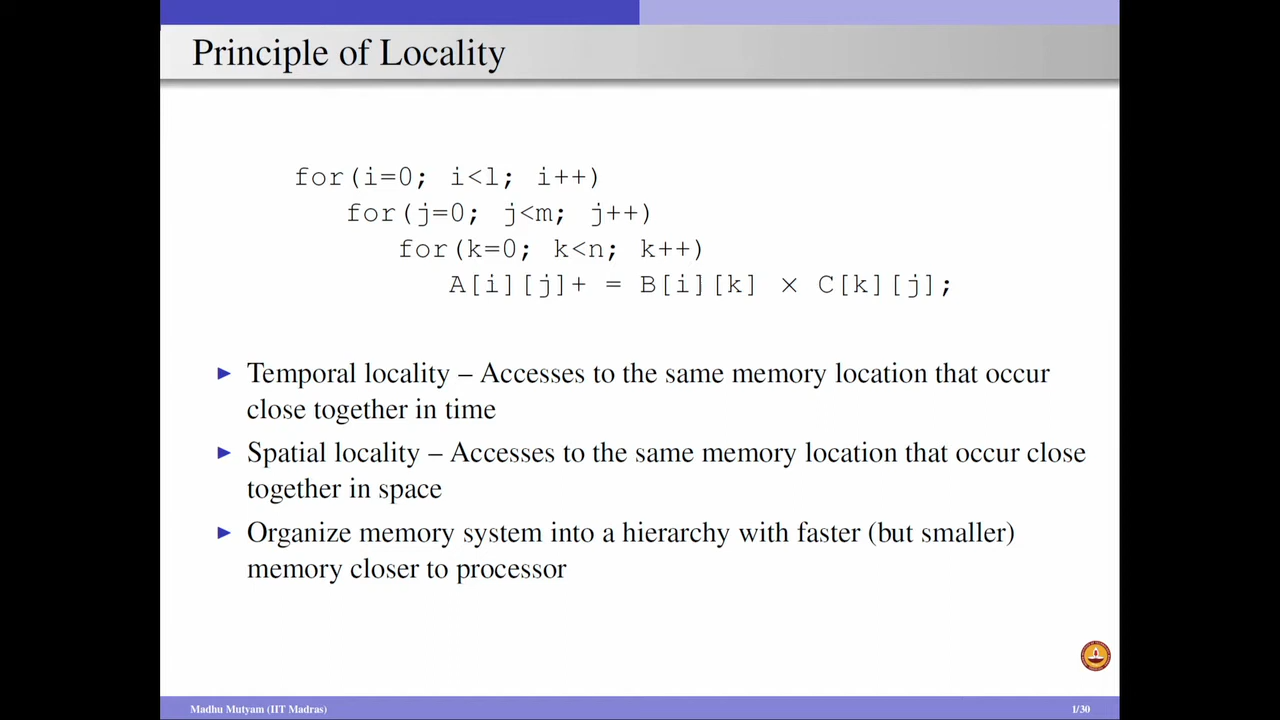 Principle of Locality
for(i=0; i<l; i++)
for(j=0; j<m; j++)
for(k=0; k<n; k++)
A[i][j]+ = B[i][k] × C[k][j];
Temporal locality – Accesses to the same memory location that occur
close together in time
Spatial locality – Accesses to the same memory location that occur close
together in space
Organize memory system into a hierarchy with faster (but smaller)
memory closer to processor
Madhu Mutyam (IIT Madras)
1/30